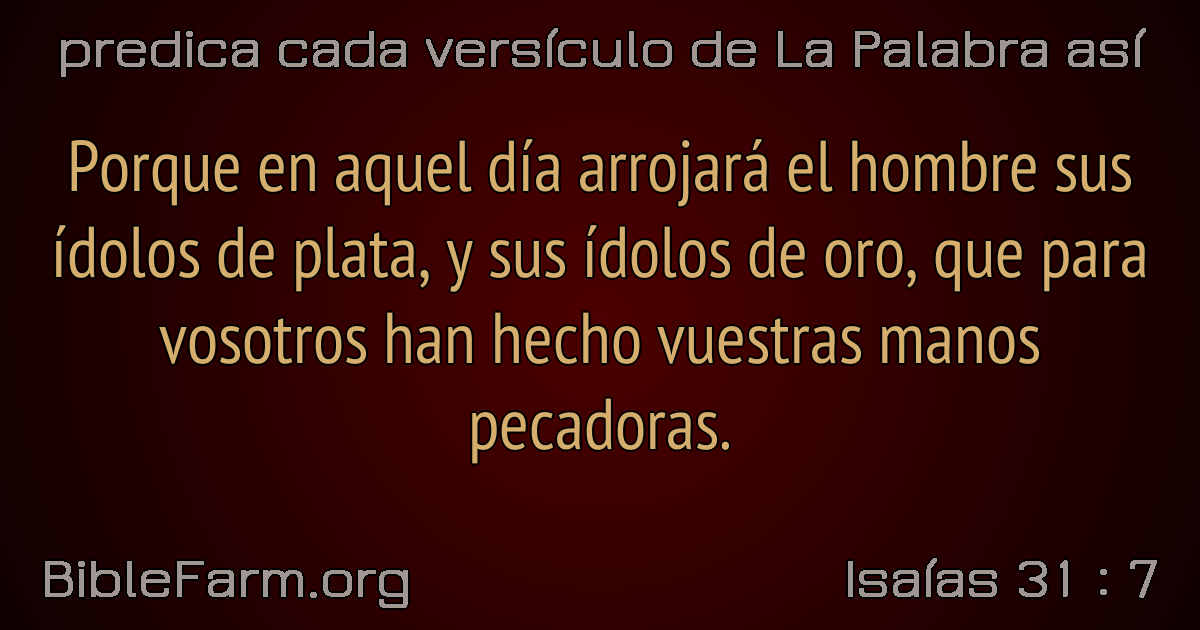 predica cada versículo de La Palabra así
Porque en aquel día arrojará el hombre sus
ídolos de plata, y sus ídolos de oro, que para
vosotros han hecho vuestras manos
pecadoras.
BibleFarm.org
Isaías 31 : 7